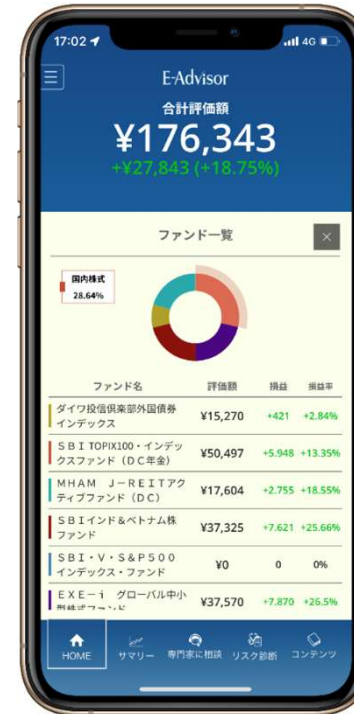 17:02
4G
E-Advisor
合計評価額
¥176,343
+¥27,843 (+18.75%)
ファンド一覧
×
国内株式
28.64%
ファンド名 評価額 損益 損益率
ダイワ投信倶楽部外国債券
インデックス
¥15,270 +421 +2.84%
ＳＢＩ TOPIX100・インデッ
クスファンド（ＤＣ年金）
¥50,497 +5.948 +13.35%
ＭＨＡＭ　Ｊ－ＲＥＩＴアク
ティブファンド（ＤＣ）
¥17,604 +2.755 +18.55%
ＳＢＩインド＆ベトナム株
ファンド
¥37,325 +7.621 +25.66%
ＳＢＩ・Ｖ・Ｓ＆Ｐ５００
インデックス・ファンド
¥0 0 0%
ＥＸＥ－ｉ　グローバル中小
型株式ファンド
¥37,570 +7.870 +26.5%
HOME サマリー 専門家に相談 リスク診断 コンテンツ